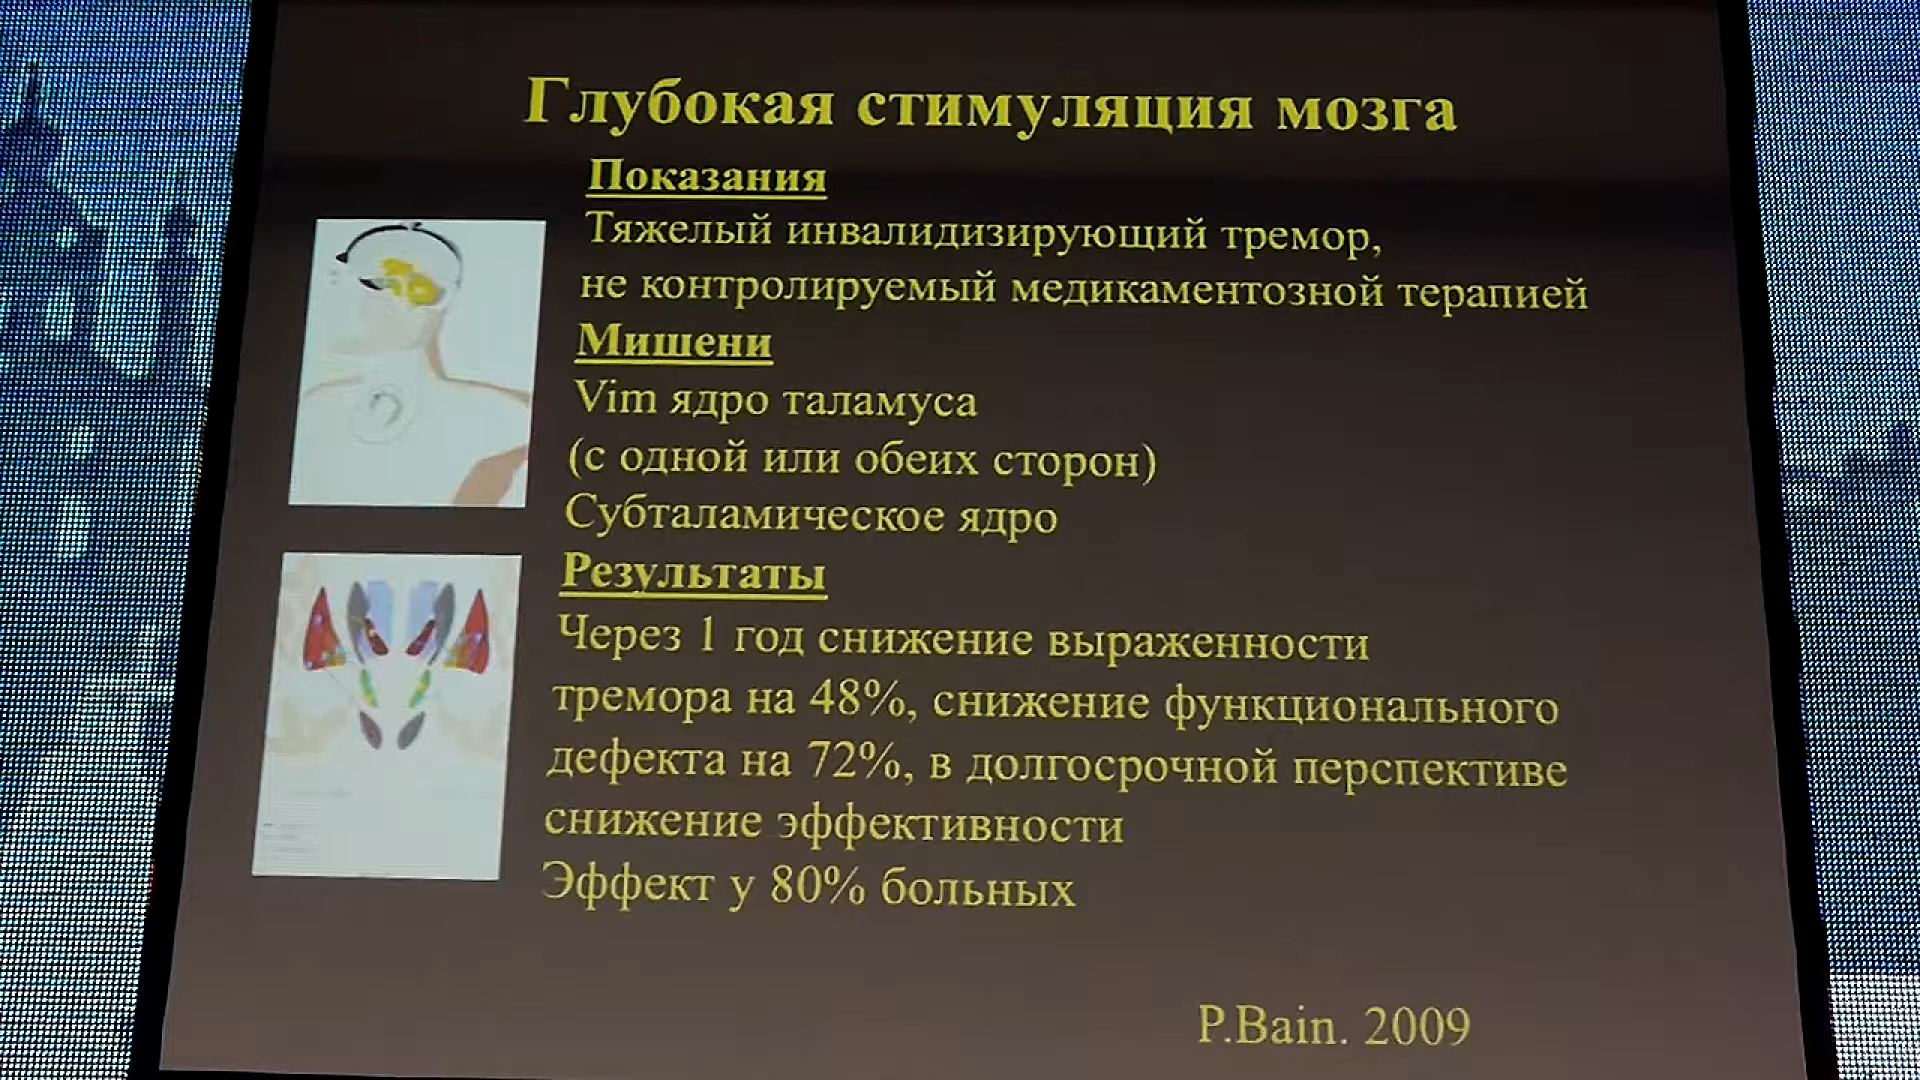 Глубокая стимуляция мозга
Показания
Тяжелый инвалидизирующий тремор,
не контролируемый медикаментозной терапией
Мишени
Vim ядро таламуса
(с одной или обеих сторон)
Субталамическое ядро
Результаты
Через 1 год снижение выраженности
тремора на 48%, снижение функционального
дефекта на 72%, в долгосрочной перспективе
снижение эффективности
Эффект у 80% больных
P.Bain. 2009